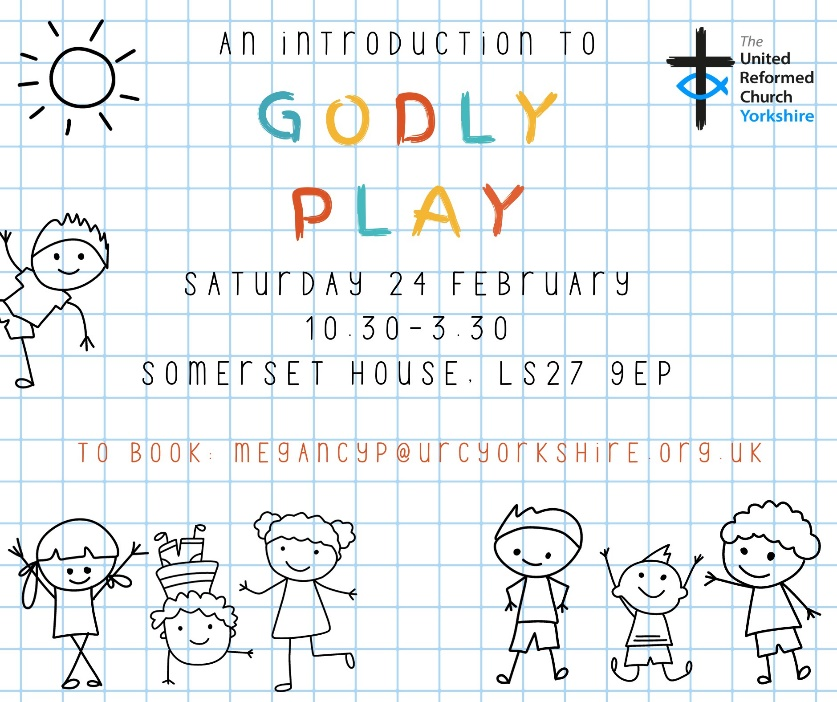 AN INTRODUCTION TO
GODLY
PLAY
The
United
Reformed
Church
Yorkshire
SATURDAY 24 FEBRUARY
10.30-3.30
SOMERSET HOUSE, LS27 9EP
TO BOOK: MEGANCYP@URCYORKSHIRE.ORG.UK